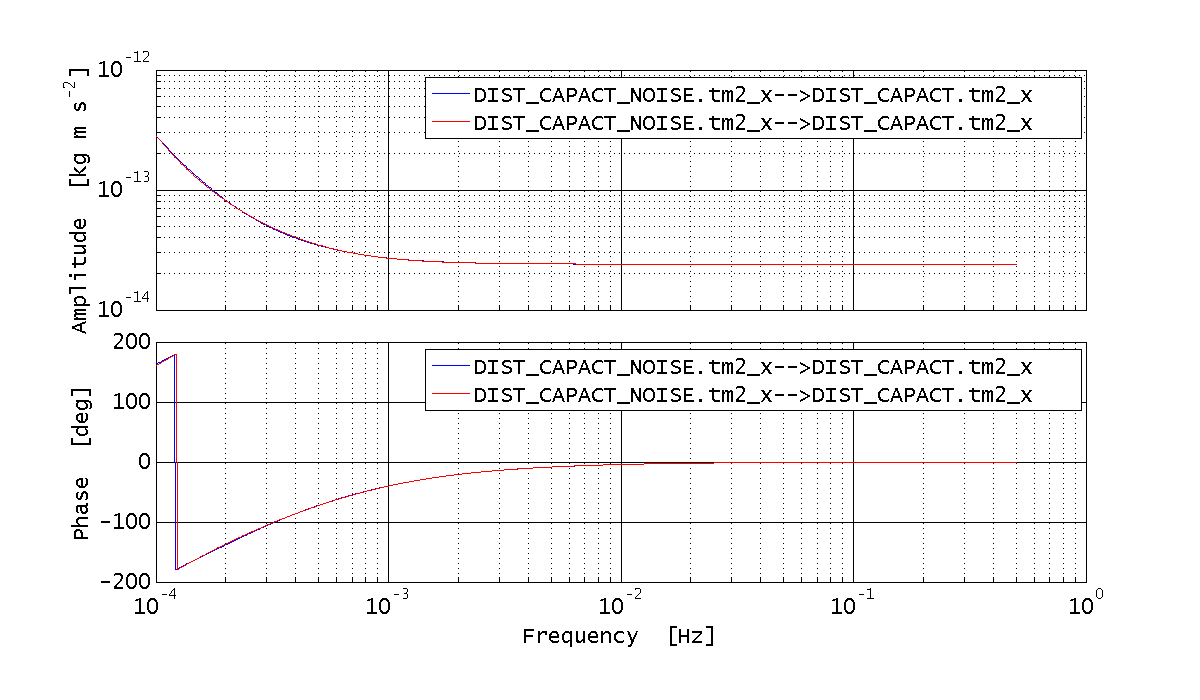 10^-12
10^-13
10^-14
Amplitude [kg m s^-2]
DIST_CAPACT_NOISE.tm2_x-->DIST_CAPACT.tm2_x
DIST_CAPACT_NOISE.tm2_x-->DIST_CAPACT.tm2_x
200
100
0
-100
-200
Phase [deg]
DIST_CAPACT_NOISE.tm2_x-->DIST_CAPACT.tm2_x
DIST_CAPACT_NOISE.tm2_x-->DIST_CAPACT.tm2_x
10^-4 10^-3 10^-2 10^-1 10^0
Frequency [Hz]